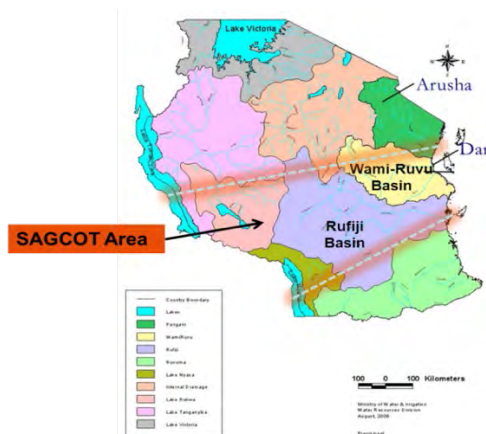 Lake Victoria
Arusha
Dar
Wami-Ruvu
Basin
Rufiji
Basin
SAGCOT Area
Country Boundary
Lakes
Pangani
Wami/Ruvu
Rufiji
Ruvuma
Lake Nyasa
Internal Drainage
Lake Rukwa
Lake Tanganyika
Lake Victoria
100 0 100 Kilometers
Ministry of Water & Irrigation
Water Resources Division
August, 2008